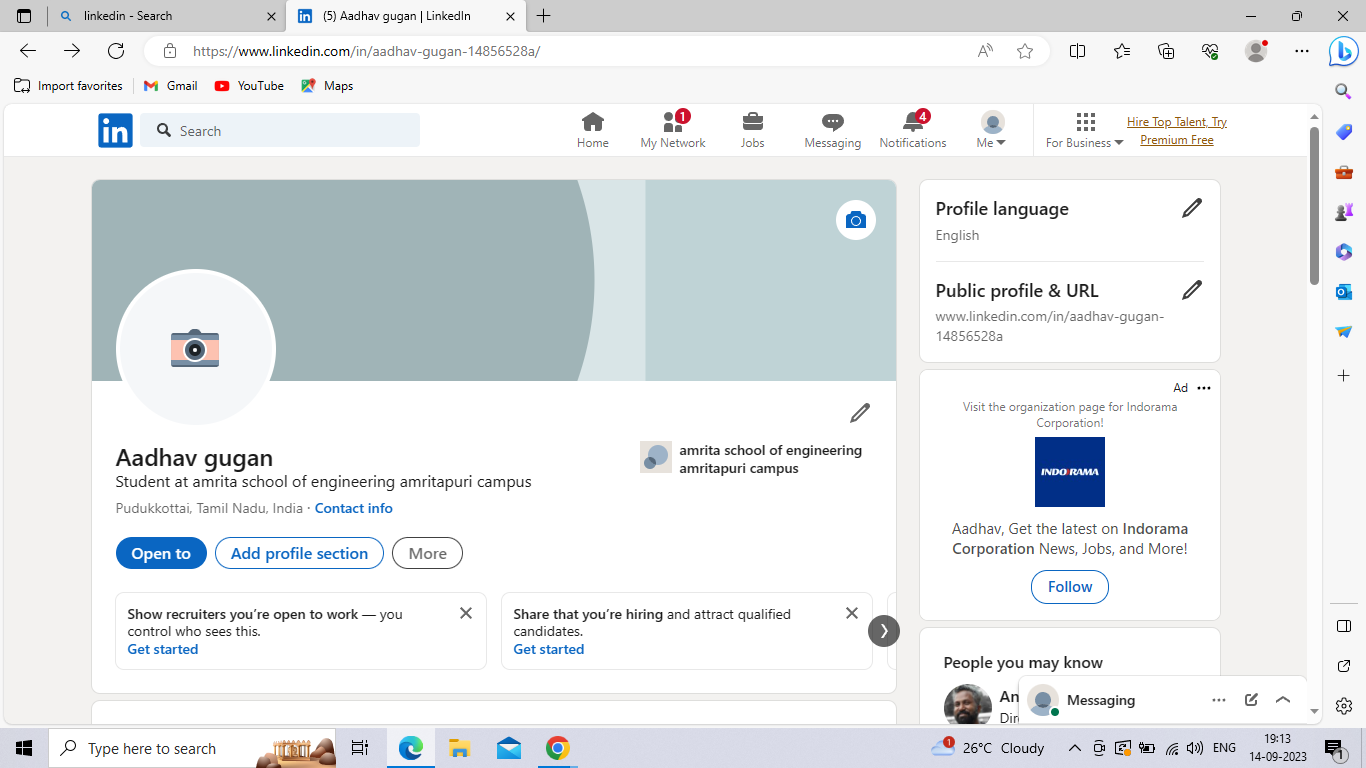 linkedin - Search
(5) Aadhav gugan | LinkedIn
https://www.linkedin.com/in/aadhav-gugan-14856528a/
Import favorites
Gmail
YouTube
Maps
in
Search
Home
1
My Network
Jobs
Messaging
4
Notifications
Me
For Business
Hire Top Talent, Try
Premium Free
Aadhav gugan
Student at amrita school of engineering amritapuri campus
Pudukkottai, Tamil Nadu, India · Contact info
amrita school of engineering
amritapuri campus
Open to
Add profile section
More
Show recruiters you're open to work — you
control who sees this.
Get started
Share that you're hiring and attract qualified
candidates.
Get started
Profile language
English
Public profile & URL
www.linkedin.com/in/aadhav-gugan-
14856528a
Ad
Visit the organization page for Indorama
Corporation!
INDORAMA
Aadhav, Get the latest on Indorama
Corporation News, Jobs, and More!
Follow
People you may know
An
Dir
Messaging
Type here to search
1
26°C Cloudy
ENG
19:13
14-09-2023
1